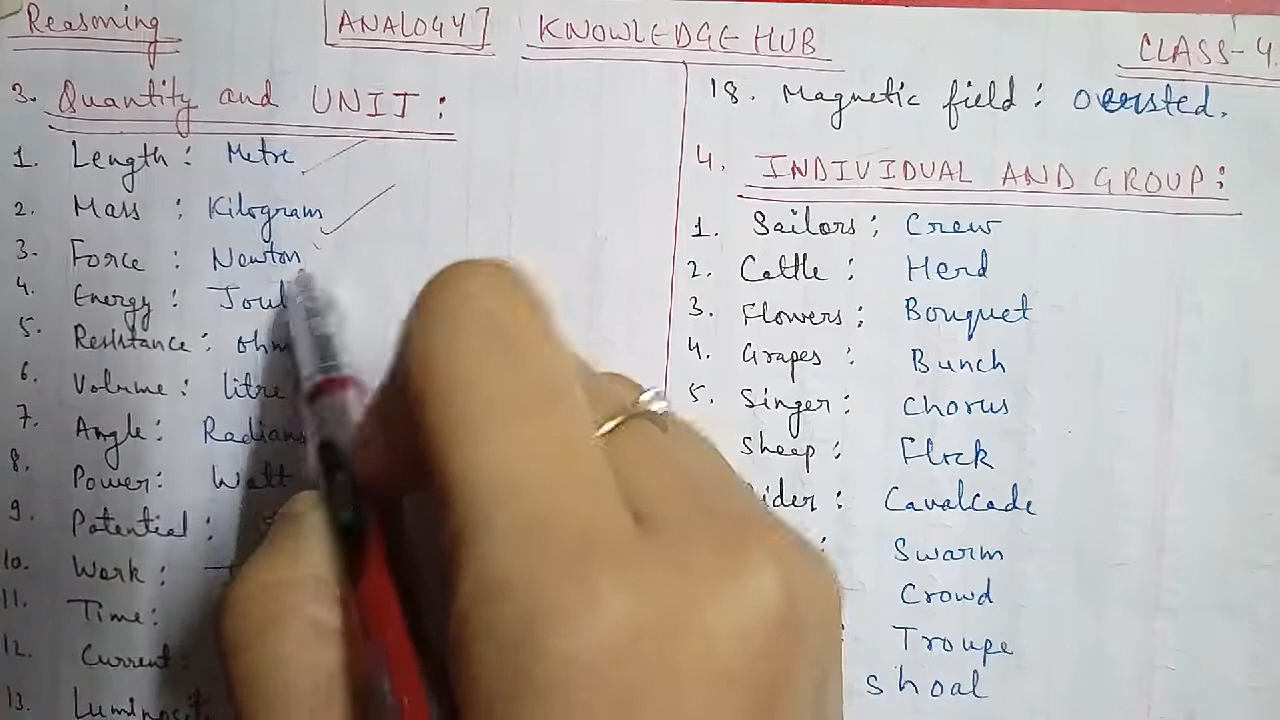 Reasoning
[ANALOGY]
KNOWLEDGE HUB
CLASS-4.
3. Quantity and UNIT:
1. Length: Metre
2. Mass : Kilogram
3. Force : Newton
4. Energy: Joul
5. Resistance: ohm
6. Volume: litre
7. Angle: Radians
8. Power: Watt
9. Potential:
10. Work:
11. Time:
12. Current:
13.
18. Magnetic field: oersted.
4. INDIVIDUAL AND GROUP:
1. Sailors: Crew
2. Cattle: Herd
3. Flowers: Bouquet
4. Grapes: Bunch
5. Singer: Chorus
Sheep: Flock
ider: Cavalcade
: Swarm
Crowd
Troupe
Shoal